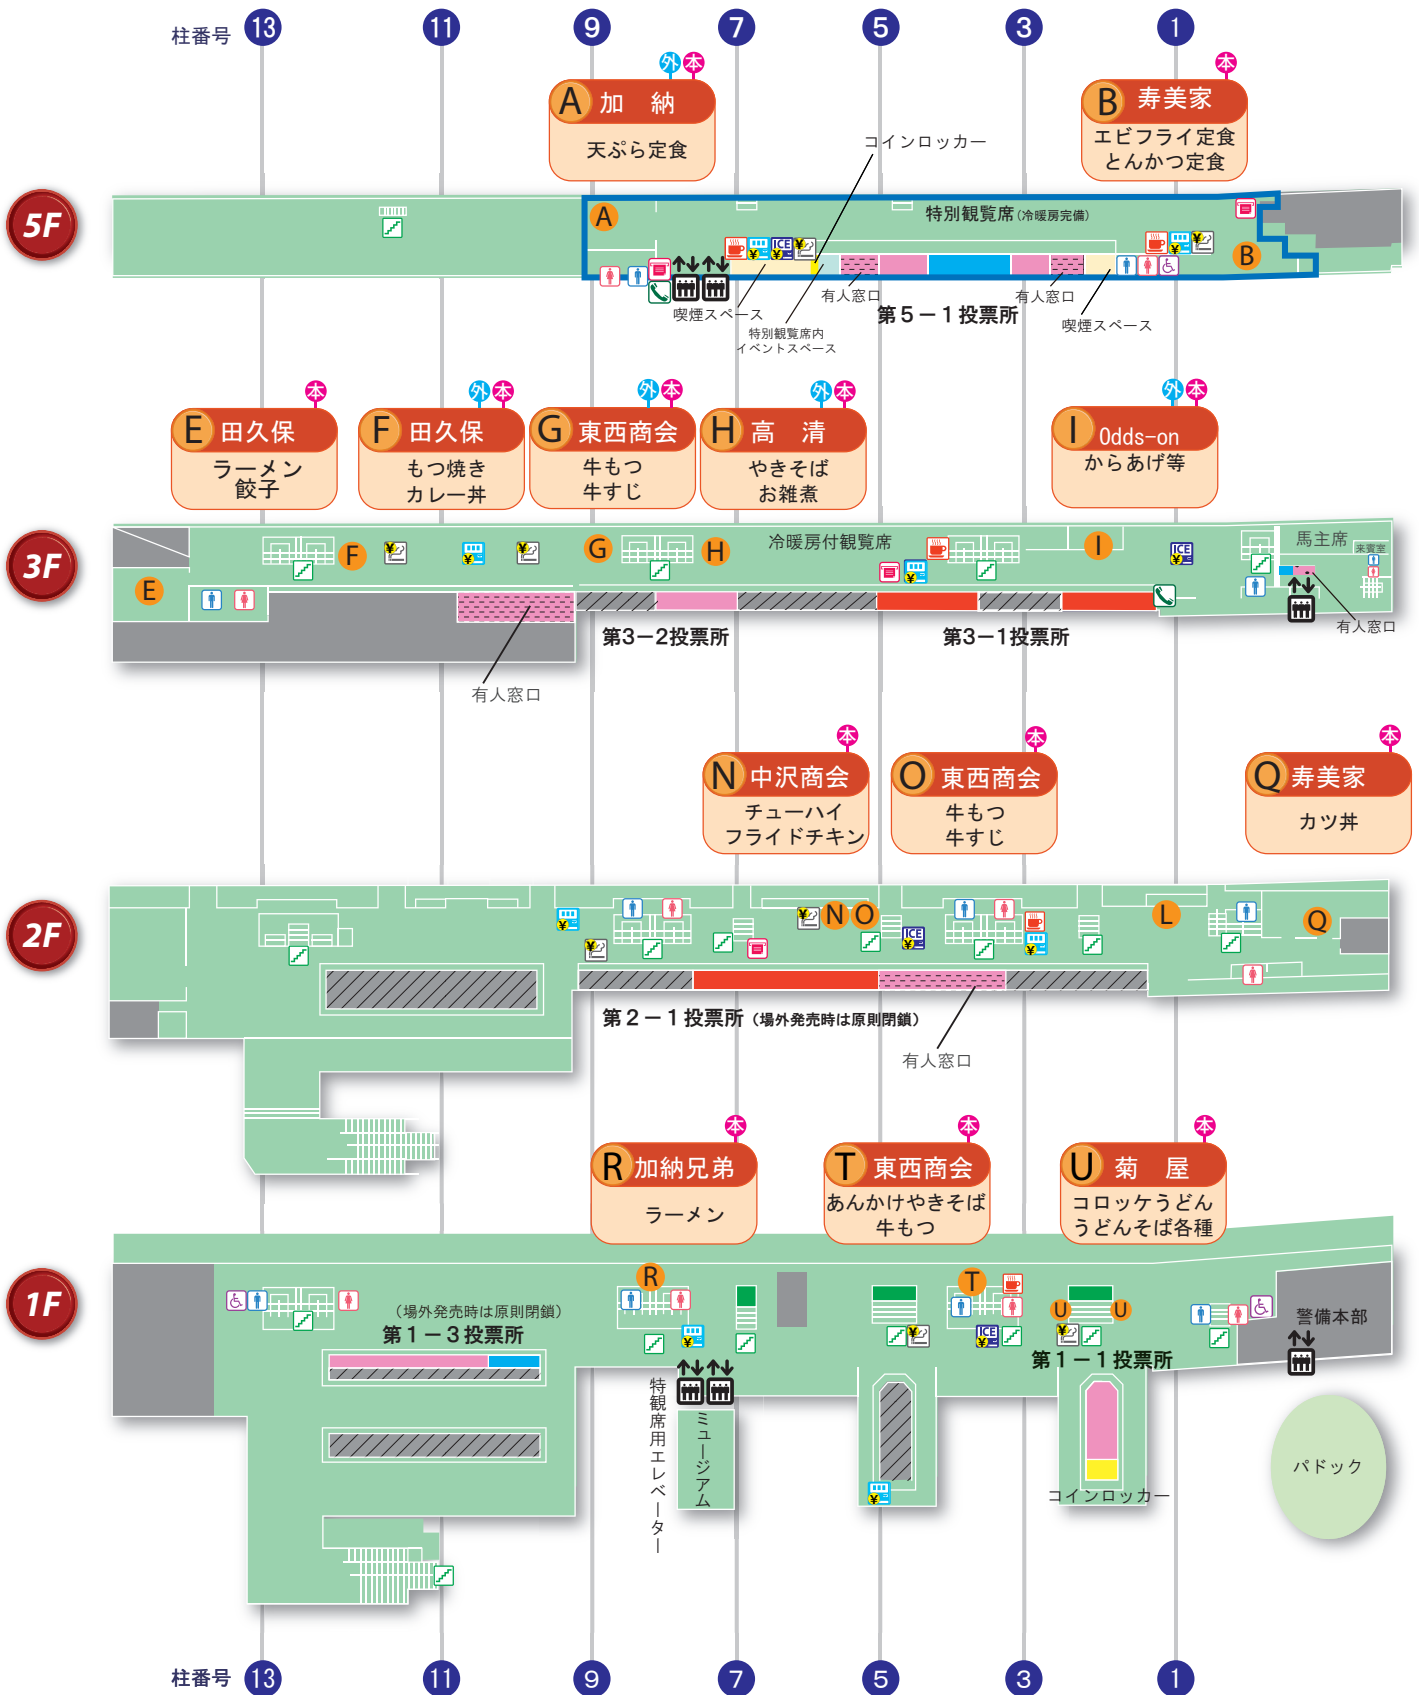 柱番号 13 11 9 7 5 3 1
外 本
A 加 納
天ぷら定食
本
B 寿美家
エビフライ定食
とんかつ定食
コインロッカー
5F
A
特別観覧席(冷暖房完備)
ICE
B
有人窓口
有人窓口
喫煙スペース
第5-1投票所
喫煙スペース
特別観覧席内
イベントスペース
本
E 田久保
ラーメン
餃子
外 本
F 田久保
もつ焼き
カレー丼
外 本
G 東西商会
牛もつ
牛すじ
外 本
H 高 清
やきそば
お雑煮
外 本
I Odds-on
からあげ等
3F
E
F
G
H
冷暖房付観覧席
I
ICE
馬主席
来賓室
有人窓口
第3-2投票所
第3-1投票所
有人窓口
本
N 中沢商会
チューハイ
フライドチキン
本
O 東西商会
牛もつ
牛すじ
本
Q 寿美家
カツ丼
2F
N O
ICE
L
Q
第2-1投票所(場外発売時は原則閉鎖)
有人窓口
本
R 加納兄弟
ラーメン
本
T 東西商会
あんかけやきそば
牛もつ
本
U 菊 屋
コロッケうどん
うどんそば各種
1F
R
T
U U
ICE
(場外発売時は原則閉鎖)
第1-3投票所
第1-1投票所
警備本部
特観席用エレベーター
ミュージアム
コインロッカー
パドック
柱番号 13 11 9 7 5 3 1